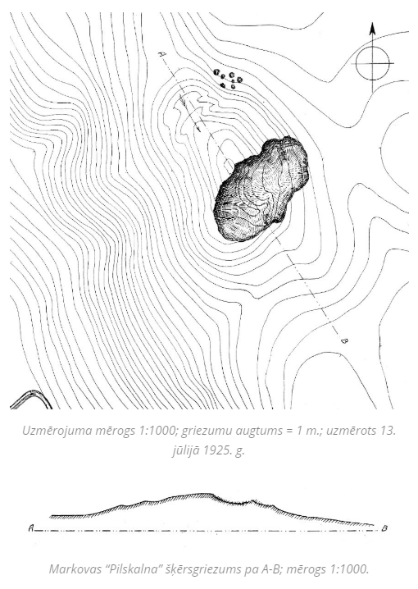 A
B
Uzmērojuma mērogs 1:1000; griezumu augtums = 1 m.; uzmērots 13.
jūlijā 1925. g.
A B
Markovas “Pilskalna” šķērsgriezums pa A-B; mērogs 1:1000.